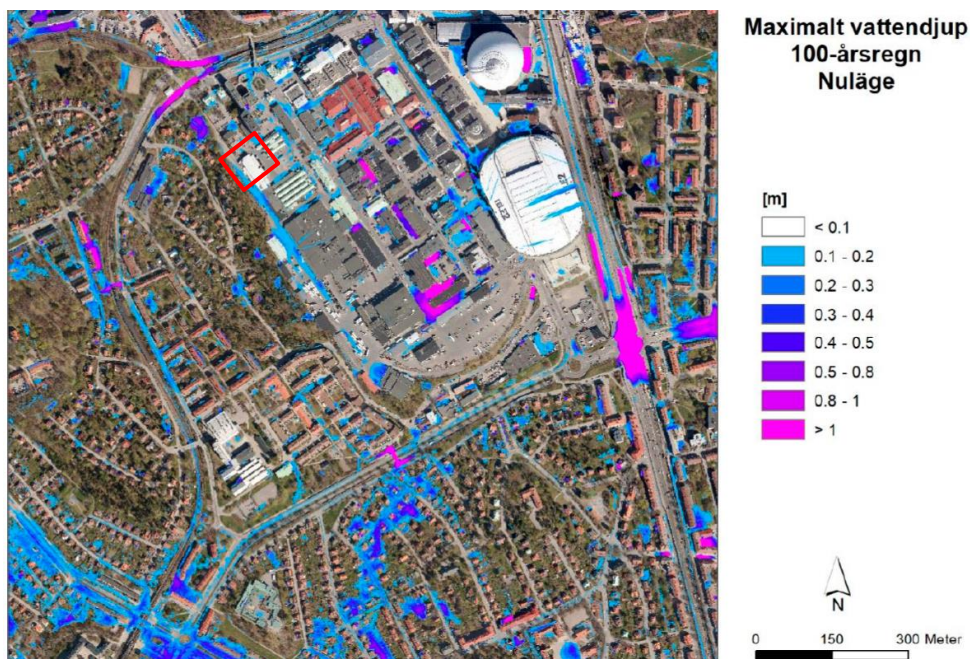 Maximalt vattendjup
100-årsregn
Nuläge
[m]
< 0.1
0.1 - 0.2
0.2 - 0.3
0.3 - 0.4
0.4 - 0.5
0.5 - 0.8
0.8 - 1
> 1
N
0 150 300 Meter
TELE2